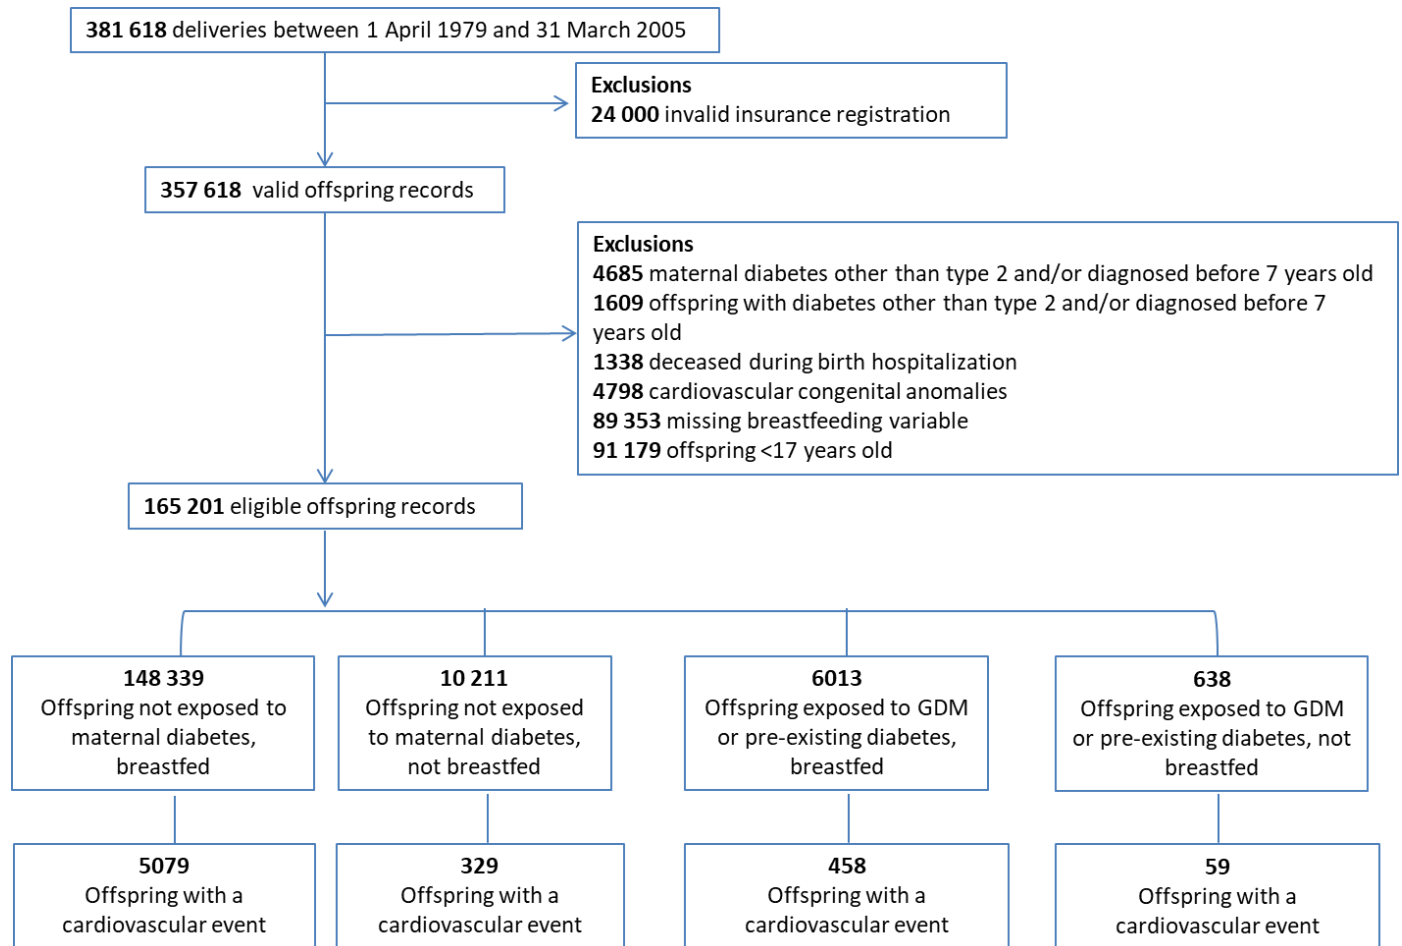 381 618 deliveries between 1 April 1979 and 31 March 2005
Exclusions
24 000 invalid insurance registration
357 618 valid offspring records
Exclusions
4685 maternal diabetes other than type 2 and/or diagnosed before 7 years old
1609 offspring with diabetes other than type 2 and/or diagnosed before 7
years old
1338 deceased during birth hospitalization
4798 cardiovascular congenital anomalies
89 353 missing breastfeeding variable
91 179 offspring <17 years old
165 201 eligible offspring records
148 339
Offspring not exposed to
maternal diabetes,
breastfed
10 211
Offspring not exposed
to maternal diabetes,
not breastfed
6013
Offspring exposed to GDM
or pre-existing diabetes,
breastfed
638
Offspring exposed to GDM
or pre-existing diabetes, not
breastfed
5079
Offspring with a
cardiovascular event
329
Offspring with a
cardiovascular event
458
Offspring with a
cardiovascular event
59
Offspring with a
cardiovascular event